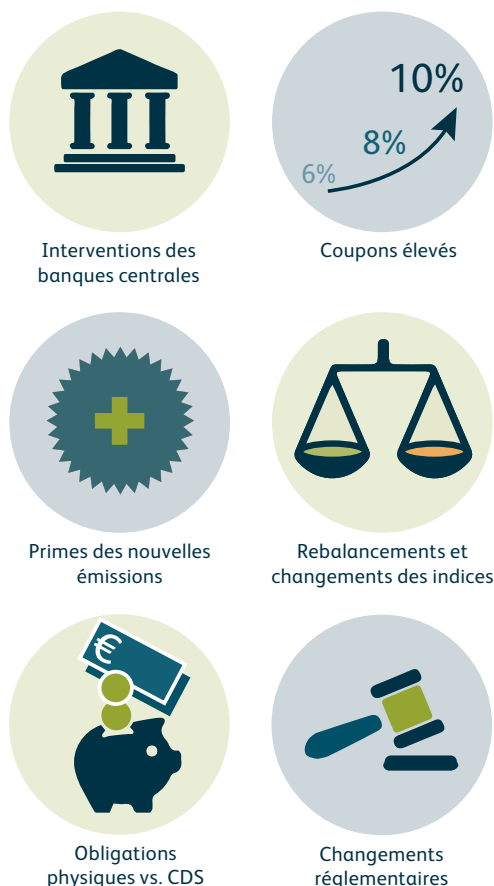 10%
8%
6%
Interventions des
banques centrales
Coupons élevés
Primes des nouvelles
émissions
Rebalancements et
changements des indices
€
Obligations
physiques vs. CDS
Changements
réglementaires